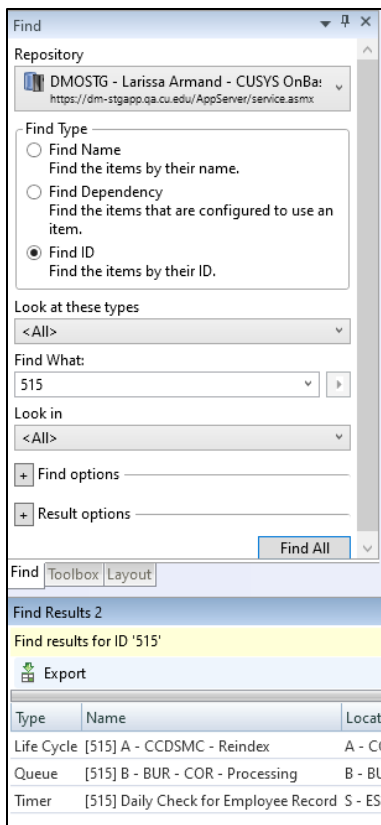 Find
Repository
DMOSTG - Larissa Armand - CUSYS OnBa
https://dm-stgapp.qa.cu.edu/AppServer/service.asmx
Find Type
Find Name
Find the items by their name.
Find Dependency
Find the items that are configured to use an
item.
Find ID
Find the items by their ID.
Look at these types
<All>
Find What:
515
Look in
<All>
+ Find options
+ Result options
Find All
Find Toolbox Layout
Find Results 2
Find results for ID '515'
Export
Type Name Locat
Life Cycle [515] A - CCDSMC - Reindex A - C
Queue [515] B - BUR - COR - Processing B - BU
Timer [515] Daily Check for Employee Record S - ES